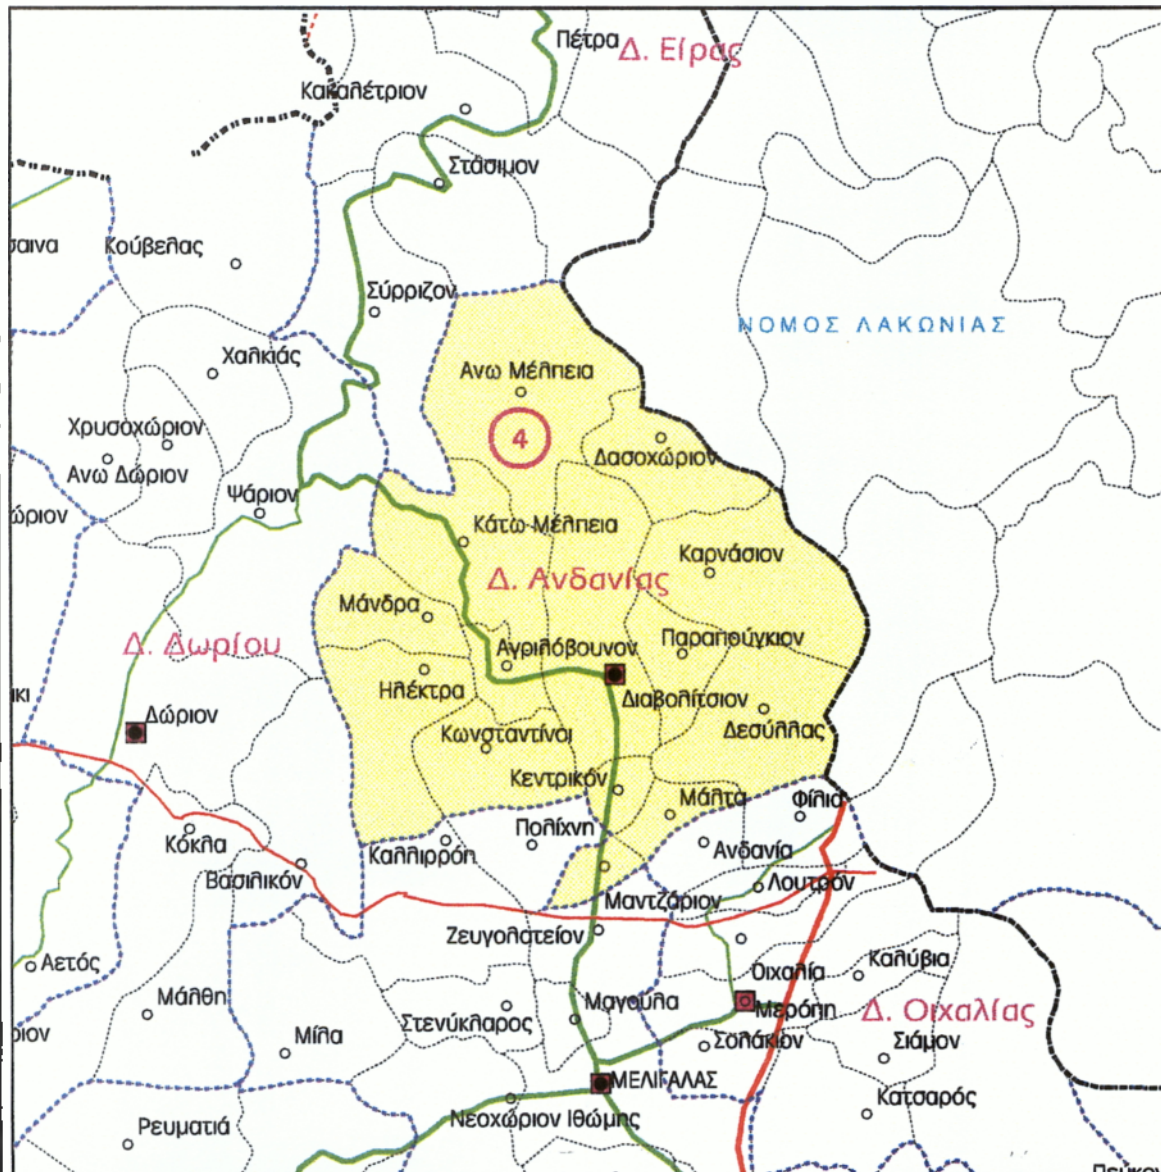 Πέτρα
Δ. Είρας
Κακαλέτριον
Στάσιμον
Κούβελας
Σύρριζον
ΝΟΜΟΣ ΛΑΚΩΝΙΑΣ
Χαλκιάς
Ανω Μέλπεια
4
Χρυσοχώριον
Δασοχώριον
Ανω Δώριον
Ψάριον
Κάτω Μέλπεια
Καρνάσιον
Δ. Ανδανίας
Μάνδρα
Δ. Δωρίου
Αγριλόβουνον
Παραπούγκιον
Ηλέκτρα
Διαβολίτσιον
Δώριον
Κωνσταντίνοι
Δεσύλλας
Κεντρικόν
Μάλτα
Φίλια
Κόκλα
Πολίχνη
Καλλιρρόη
Ανδανία
Βασιλικόν
Λουτρόν
Μαντζάριον
Ζευγολατείον
Αετός
Οιχαλία
Καλύβια
Μάλθη
Μαγούλα
Μερόπη
Δ. Οιχαλίας
Στενύκλαρος
Μίλα
Σολάκιον
Σιάμον
ΜΕΛΙΓΑΛΑΣ
Κατσαρός
Νεοχώριον Ιθώμης
Ρευματιά